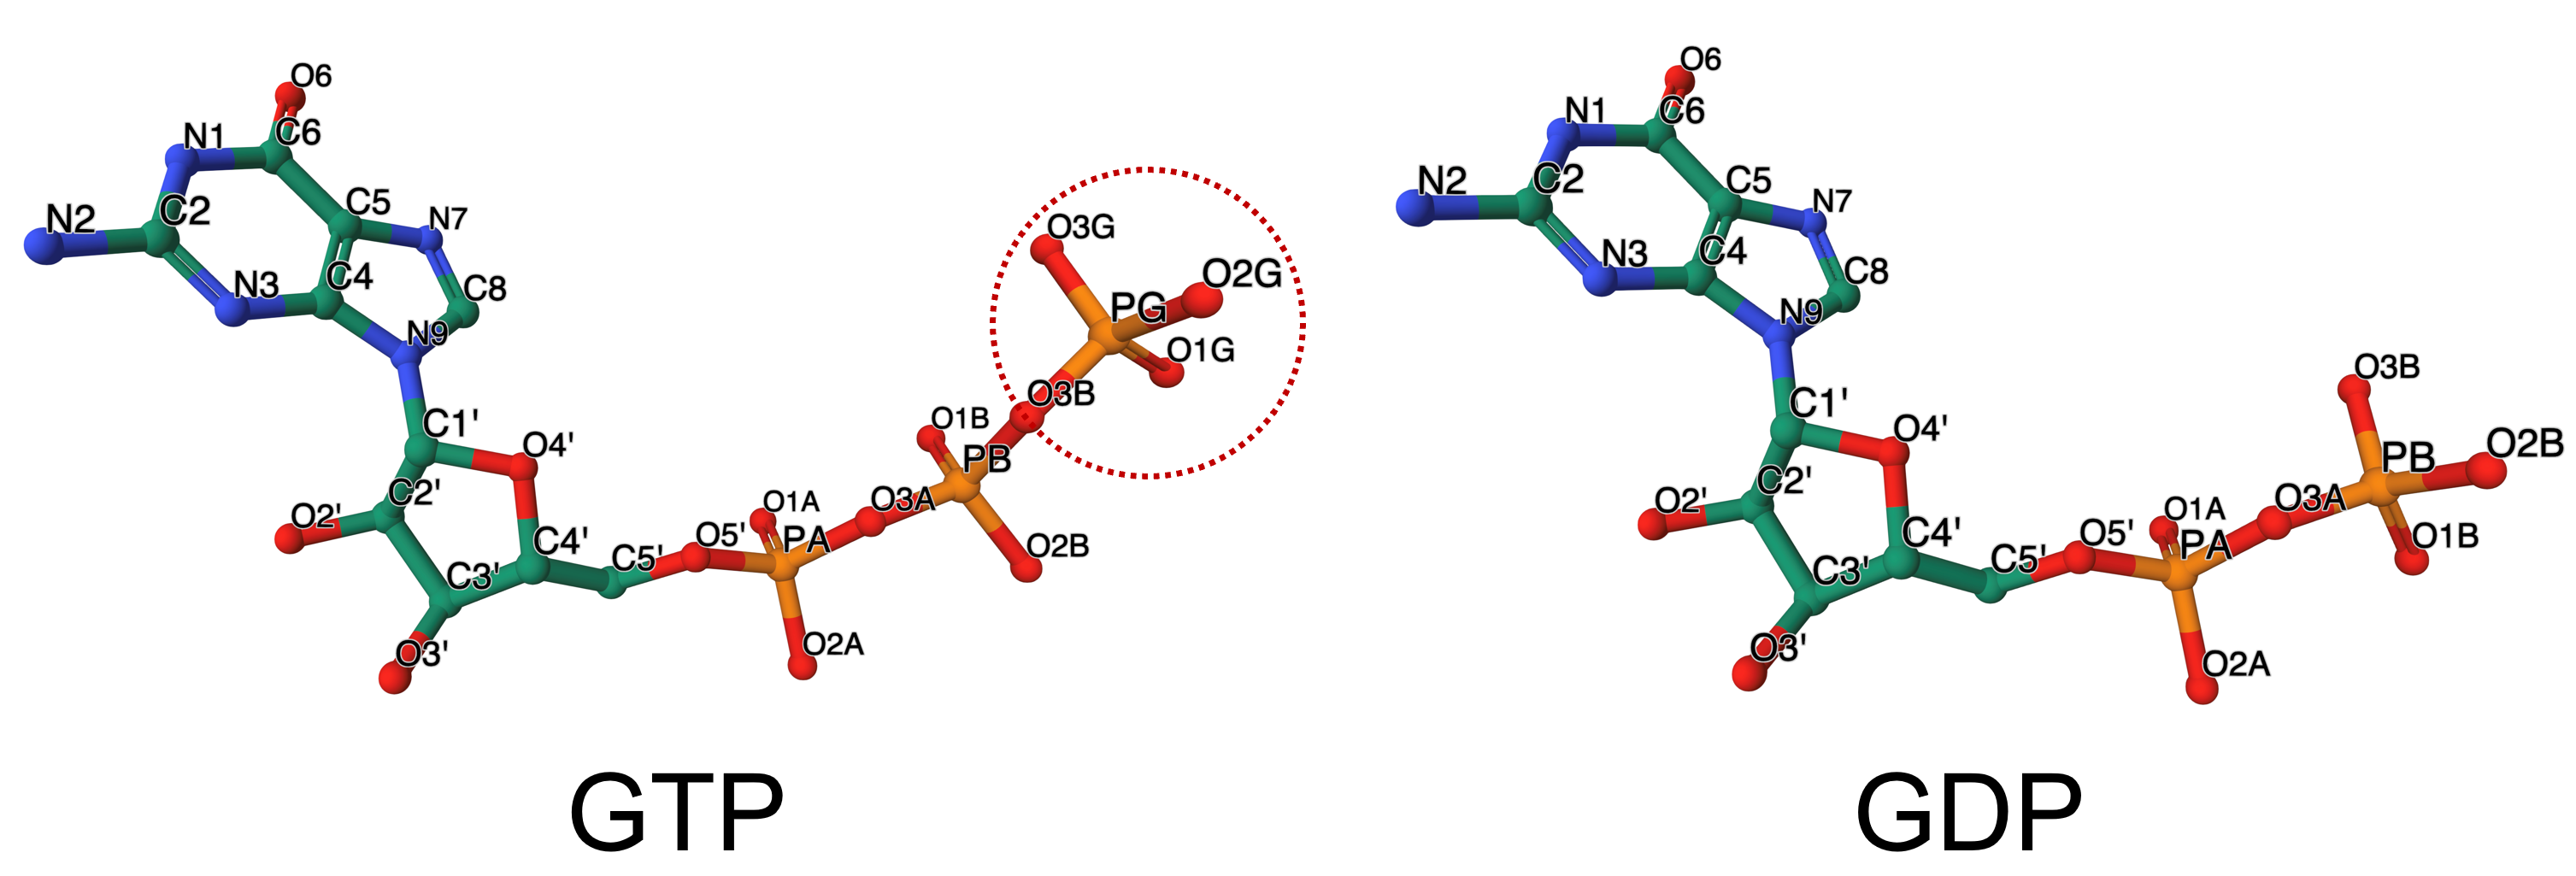 O6
N1
C6
N2
C2
C5
N7
N3
C4
C8
N9
C1'
O4'
C2'
O2'
C3'
C4'
C5'
O3'
O5'
O1A
PA
O2A
O3A
O1B
PB
O2B
O3B
O3G
PG
O2G
O1G
GTP
O6
N1
C6
N2
C2
C5
N7
N3
C4
C8
N9
C1'
O4'
C2'
O2'
C3'
C4'
C5'
O3'
O5'
O1A
PA
O2A
O3A
O3B
PB
O2B
O1B
GDP